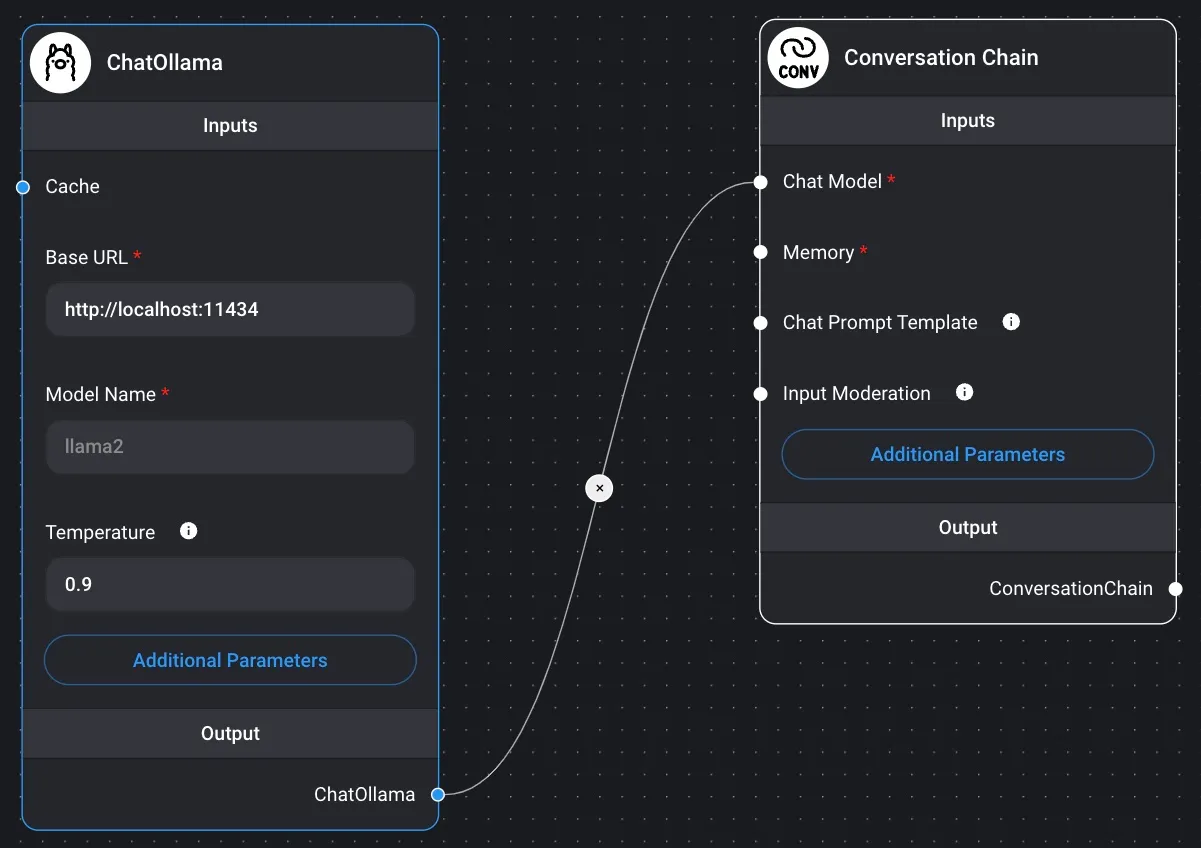 ChatOllama
Inputs
Cache
Base URL *
http://localhost:11434
Model Name *
llama2
Temperature i
0.9
Additional Parameters
Output
ChatOllama
CONV
Conversation Chain
Inputs
Chat Model *
Memory *
Chat Prompt Template i
Input Moderation i
Additional Parameters
Output
ConversationChain